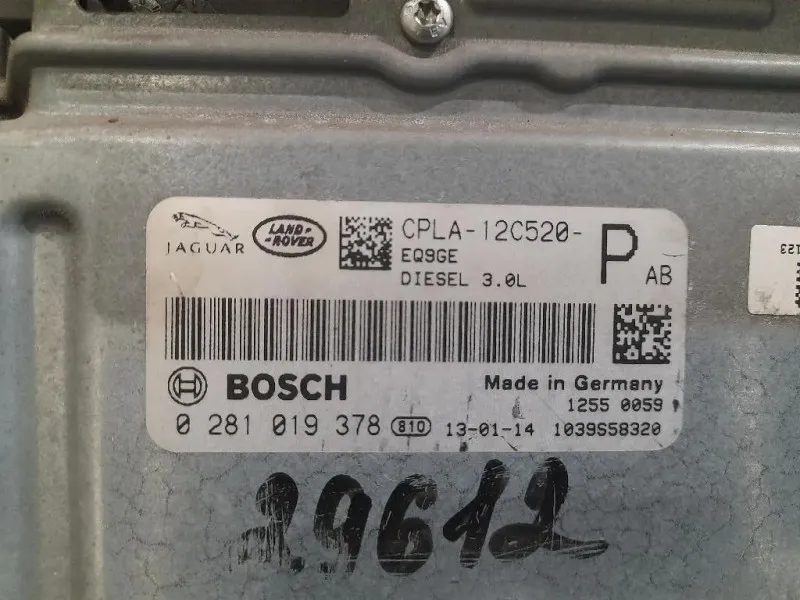 JAGUAR
LAND-
-ROVER
CPLA-12C520-
P AB
EQ9GE
DIESEL 3.0L
BOSCH
Made in Germany
1255 0059
0 281 019 378 810 13-01-14 1039S58320
29612
123